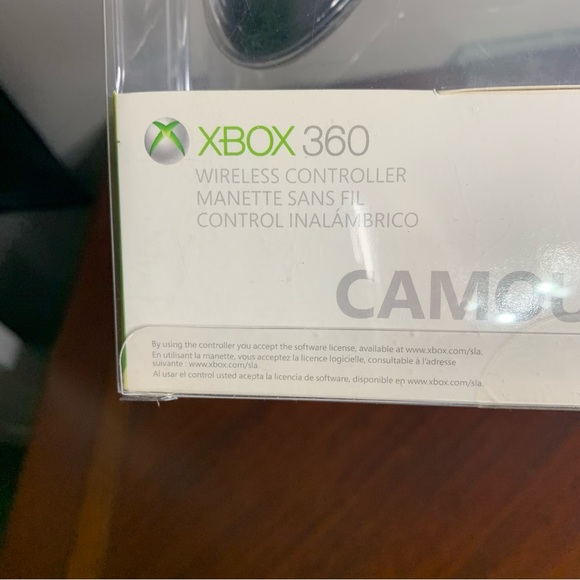 XBOX 360
WIRELESS CONTROLLER
MANETTE SANS FIL
CONTROL INALÁMBRICO
CAMOU
By using the controller you accept the software license, available at www.xbox.com/sla.
En utilisant la manette, vous acceptez la licence logicielle, consultable à l'adresse
suivante : www.xbox.com/sla.
Al usar el control usted acepta la licencia de software, disponible en www.xbox.com/sla.